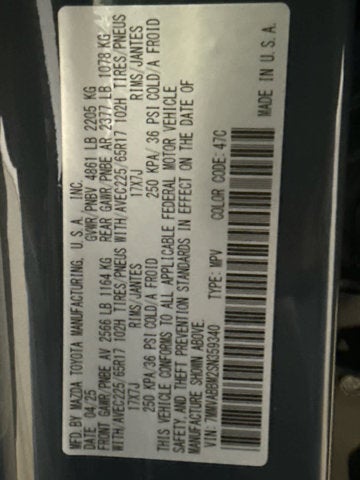 MFD. BY MAZDA TOYOTA MANUFACTURING, U.S.A. INC.
DATE 04/25 GVWR/PNBV 4861 LB 2205 KG
FRONT GAWR/PNBE AV 2566 LB 1164 KG REAR GAWR/PNBE AR 2377 LB 1078 KG
WITH/AVEC225/65R17 102H TIRES/PNEUS WITH/AVEC225/65R17 102H TIRES/PNEUS
17X7J RIMS/JANTES 17X7J RIMS/JANTES
250 KPA/36 PSI COLD/A FROID 250 KPA/ 36 PSI COLD/A FROID
THIS VEHICLE CONFORMS TO ALL APPLICABLE FEDERAL MOTOR VEHICLE
SAFETY, AND THEFT PREVENTION STANDARDS IN EFFECT ON THE DATE OF
MANUFACTURE SHOWN ABOVE.
VIN: 7MMVABBM2SN359340 TYPE: MPV COLOR CODE: 47C
MADE IN U.S.A.